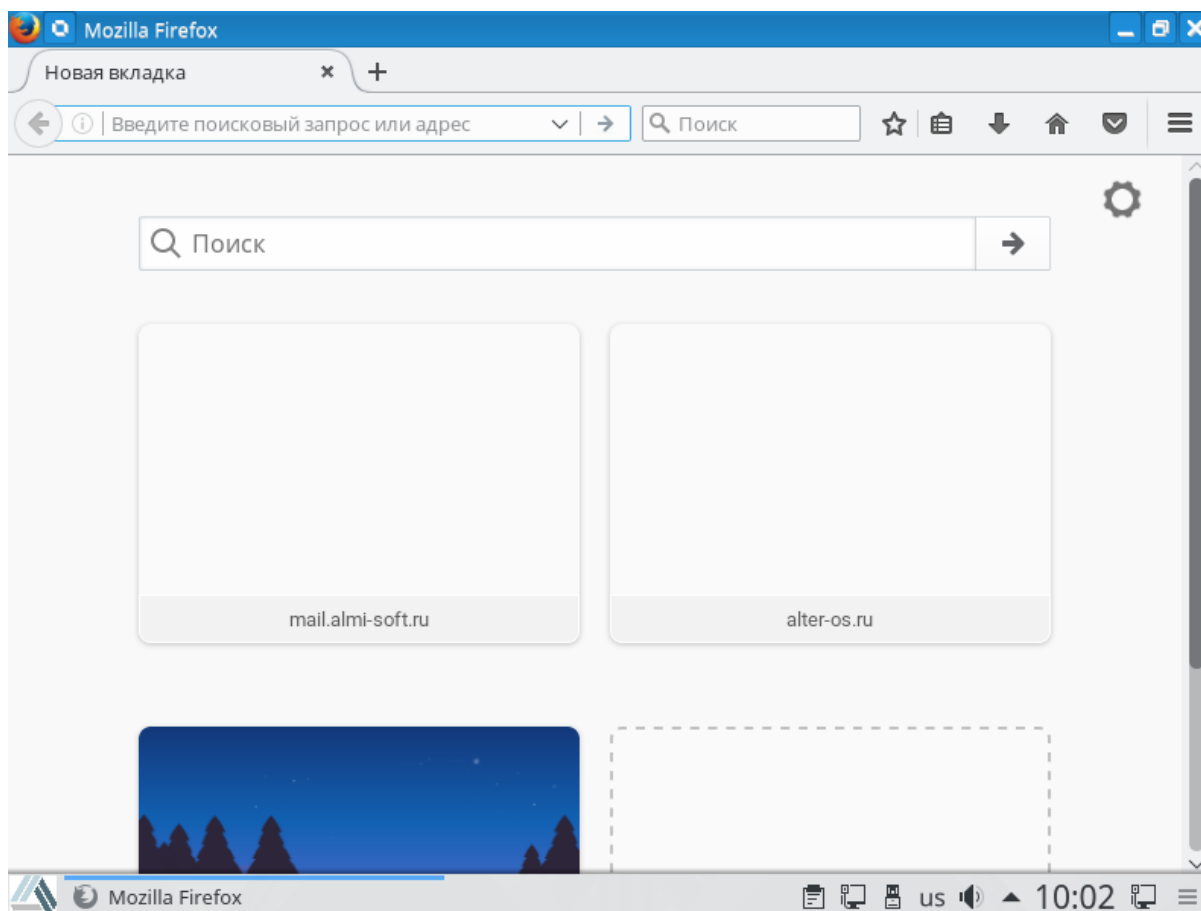 Mozilla Firefox
Новая вкладка
Введите поисковый запрос или адрес
Поиск
Поиск
mail.almi-soft.ru
alter-os.ru
Mozilla Firefox
us
10:02